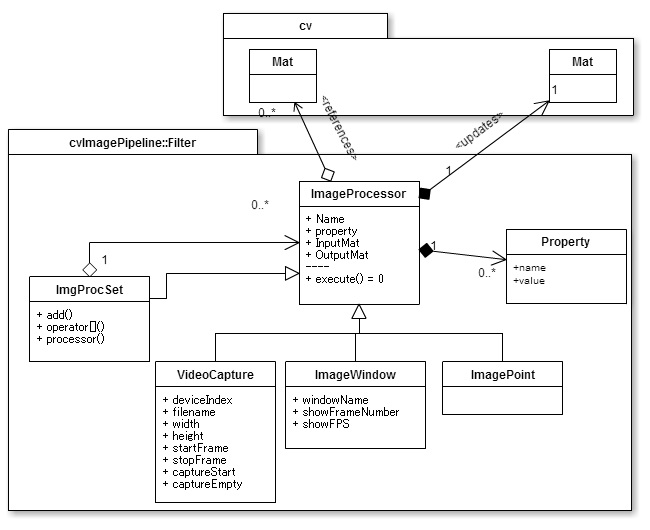 cv
Mat
Mat
0..*
1
<references>
<updates>
cvImagePipeline::Filter
1
0..*
ImageProcessor
+ Name
+ property
+ InputMat
+ OutputMat
----
+ execute() = 0
1
0..*
Property
+name
+value
1
ImgProcSet
+ add()
+ operator[]()
+ processor()
VideoCapture
+ deviceIndex
+ filename
+ width
+ height
+ startFrame
+ stopFrame
+ captureStart
+ captureEmpty
ImageWindow
+ windowName
+ showFrameNumber
+ showFPS
ImagePoint